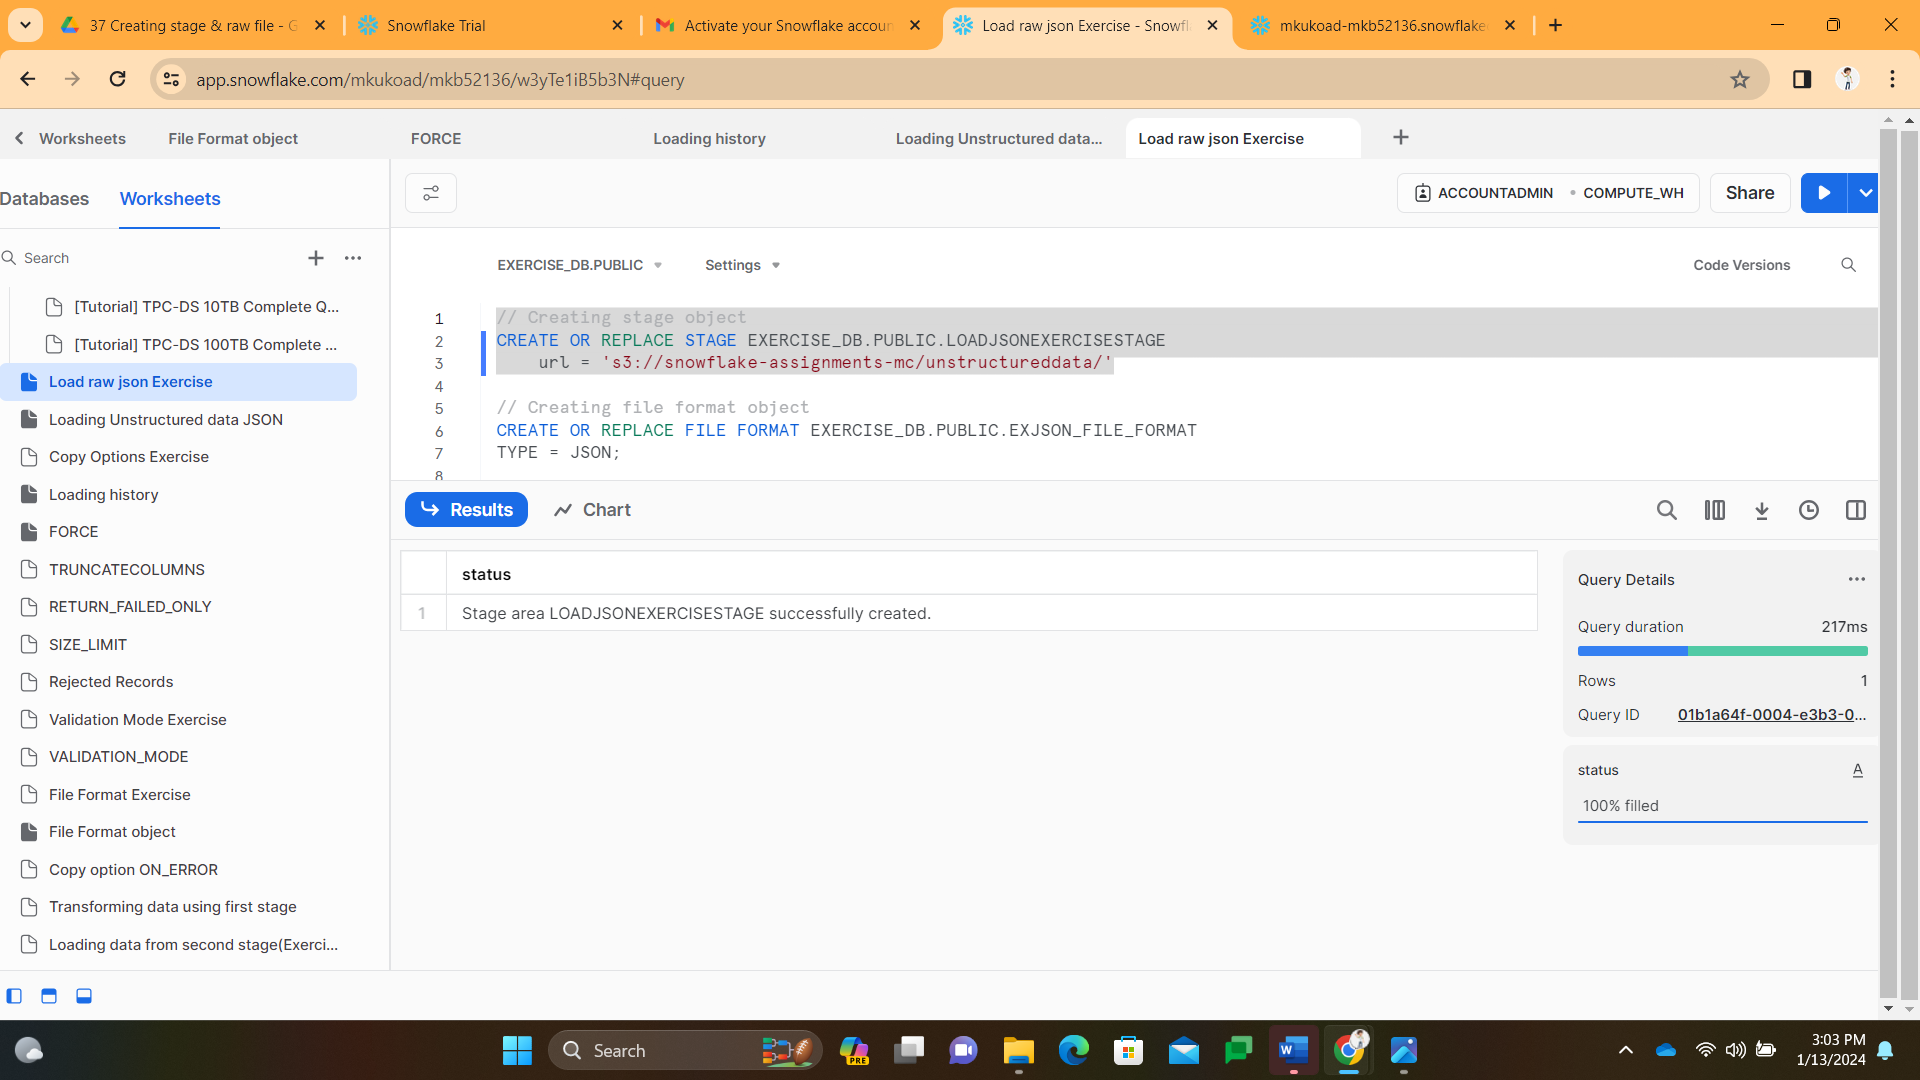 37 Creating stage & raw file - G
Snowflake Trial
Activate your Snowflake accoun
Load raw json Exercise - Snowfl
mkukoad-mkb52136.snowflake
app.snowflake.com/mkukoad/mkb52136/w3yTe1iB5b3N#query
Worksheets
File Format object
FORCE
Loading history
Loading Unstructured data...
Load raw json Exercise
Databases
Worksheets
ACCOUNTADMIN • COMPUTE_WH
Share
Search
[Tutorial] TPC-DS 10TB Complete Q...
[Tutorial] TPC-DS 100TB Complete ...
Load raw json Exercise
Loading Unstructured data JSON
Copy Options Exercise
Loading history
FORCE
TRUNCATECOLUMNS
RETURN_FAILED_ONLY
SIZE_LIMIT
Rejected Records
Validation Mode Exercise
VALIDATION_MODE
File Format Exercise
File Format object
Copy option ON_ERROR
Transforming data using first stage
Loading data from second stage(Exerci...
EXERCISE_DB.PUBLIC
Settings
Code Versions
1 // Creating stage object
2 CREATE OR REPLACE STAGE EXERCISE_DB.PUBLIC.LOADJSONEXERCISESTAGE
3 url = 's3://snowflake-assignments-mc/unstructureddata/'
4
5 // Creating file format object
6 CREATE OR REPLACE FILE FORMAT EXERCISE_DB.PUBLIC.EXJSON_FILE_FORMAT
7 TYPE = JSON;
8
Results
Chart
status
1 Stage area LOADJSONEXERCISESTAGE successfully created.
Query Details
Query duration 217ms
Rows 1
Query ID 01b1a64f-0004-e3b3-0...
status A
100% filled
Search
PRE
W
3:03 PM
1/13/2024